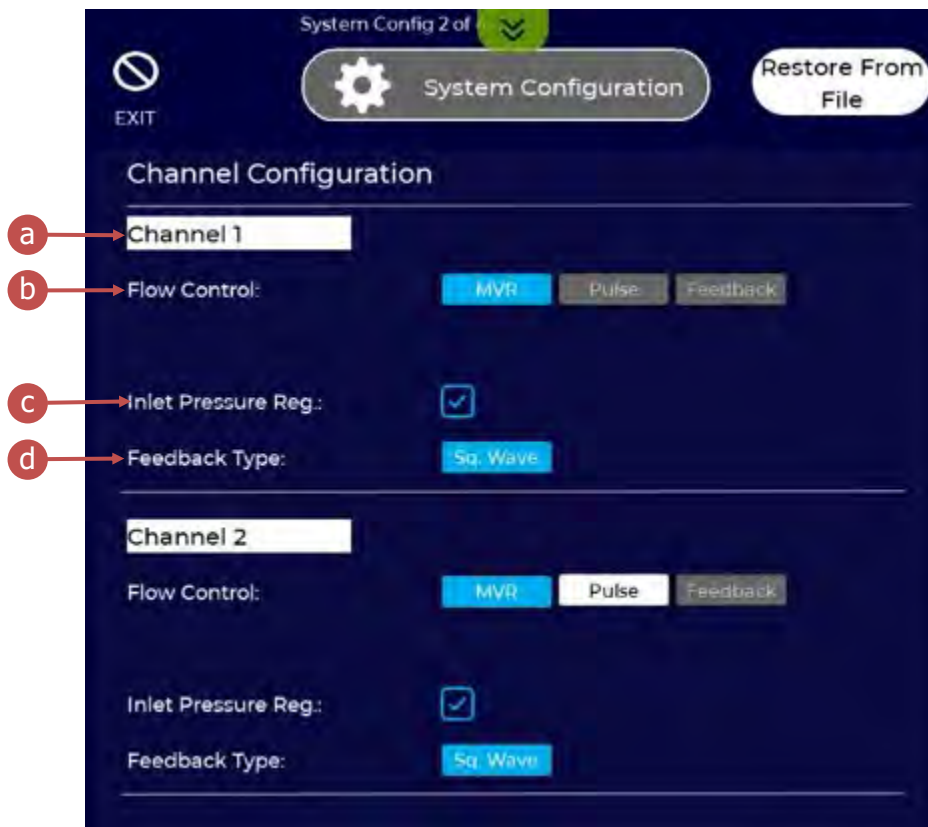 System Config 2 of
EXIT
System Configuration
Restore From
File
Channel Configuration
a
Channel 1
b
Flow Control: MVR Pulse Feedback
c
Inlet Pressure Reg.:
d
Feedback Type: Sq. Wave
Channel 2
Flow Control: MVR Pulse Feedback
Inlet Pressure Reg.:
Feedback Type: Sq. Wave